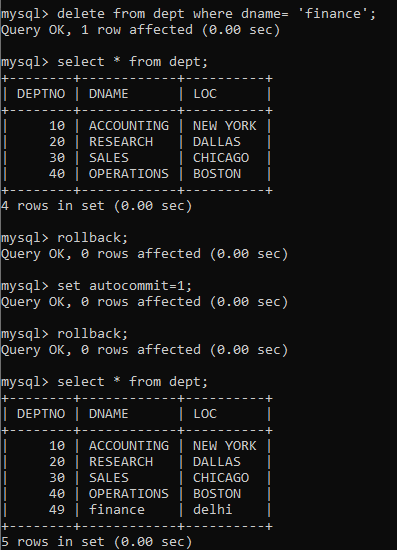 mysql> delete from dept where dname= 'finance';
Query OK, 1 row affected (0.00 sec)
mysql> select * from dept;
+--------+------------+----------+
| DEPTNO | DNAME      | LOC      |
+--------+------------+----------+
|     10 | ACCOUNTING | NEW YORK |
|     20 | RESEARCH   | DALLAS   |
|     30 | SALES      | CHICAGO  |
|     40 | OPERATIONS | BOSTON   |
+--------+------------+----------+
4 rows in set (0.00 sec)
mysql> rollback;
Query OK, 0 rows affected (0.00 sec)
mysql> set autocommit=1;
Query OK, 0 rows affected (0.00 sec)
mysql> rollback;
Query OK, 0 rows affected (0.00 sec)
mysql> select * from dept;
+--------+------------+----------+
| DEPTNO | DNAME      | LOC      |
+--------+------------+----------+
|     10 | ACCOUNTING | NEW YORK |
|     20 | RESEARCH   | DALLAS   |
|     30 | SALES      | CHICAGO  |
|     40 | OPERATIONS | BOSTON   |
|     49 | finance    | delhi    |
+--------+------------+----------+
5 rows in set (0.00 sec)